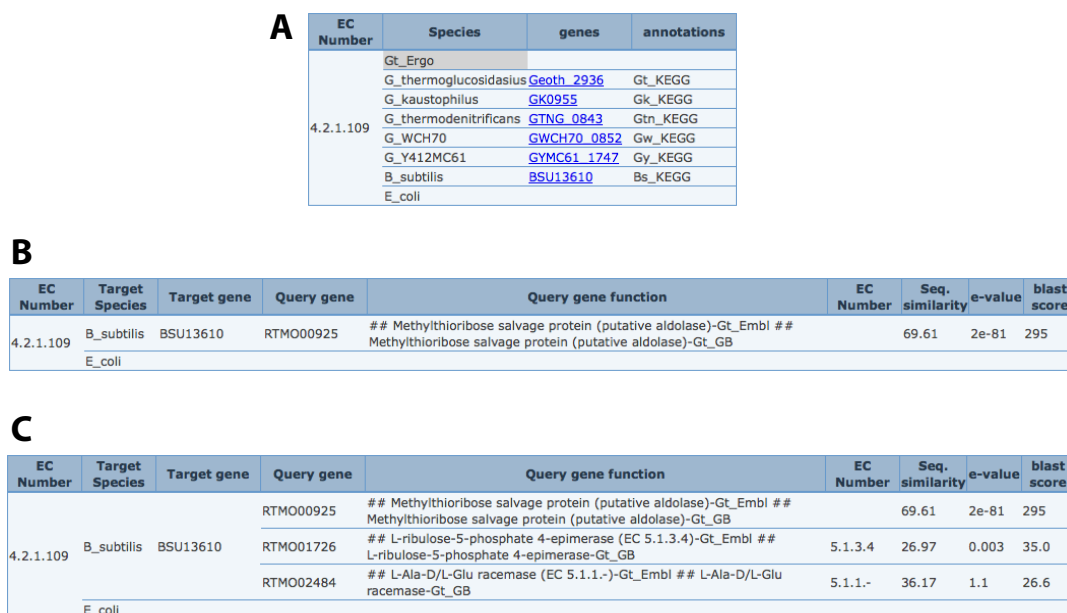 A
EC Number Species genes annotations
4.2.1.109
Gt_Ergo
G_thermoglucosidasius Geoth_2936 Gt_KEGG
G_kaustophilus GK0955 Gk_KEGG
G_thermodenitrificans GTNG_0843 Gtn_KEGG
G_WCH70 GWCH70_0852 Gw_KEGG
G_Y412MC61 GYMC61_1747 Gy_KEGG
B_subtilis BSU13610 Bs_KEGG
E_coli
B
EC Number Target Species Target gene Query gene Query gene function EC Number Seq. similarity e-value blast score
4.2.1.109
B_subtilis BSU13610 RTMO00925 ## Methylthioribose salvage protein (putative aldolase)-Gt_Embl ##
Methylthioribose salvage protein (putative aldolase)-Gt_GB 69.61 2e-81 295
E_coli
C
EC Number Target Species Target gene Query gene Query gene function EC Number Seq. similarity e-value blast score
4.2.1.109 B_subtilis BSU13610
RTMO00925 ## Methylthioribose salvage protein (putative aldolase)-Gt_Embl ##
Methylthioribose salvage protein (putative aldolase)-Gt_GB 69.61 2e-81 295
RTMO01726 ## L-ribulose-5-phosphate 4-epimerase (EC 5.1.3.4)-Gt_Embl ##
L-ribulose-5-phosphate 4-epimerase-Gt_GB 5.1.3.4 26.97 0.003 35.0
RTMO02484 ## L-Ala-D/L-Glu racemase (EC 5.1.1.-)-Gt_Embl ## L-Ala-D/L-Glu
racemase-Gt_GB 5.1.1.- 36.17 1.1 26.6
E_coli